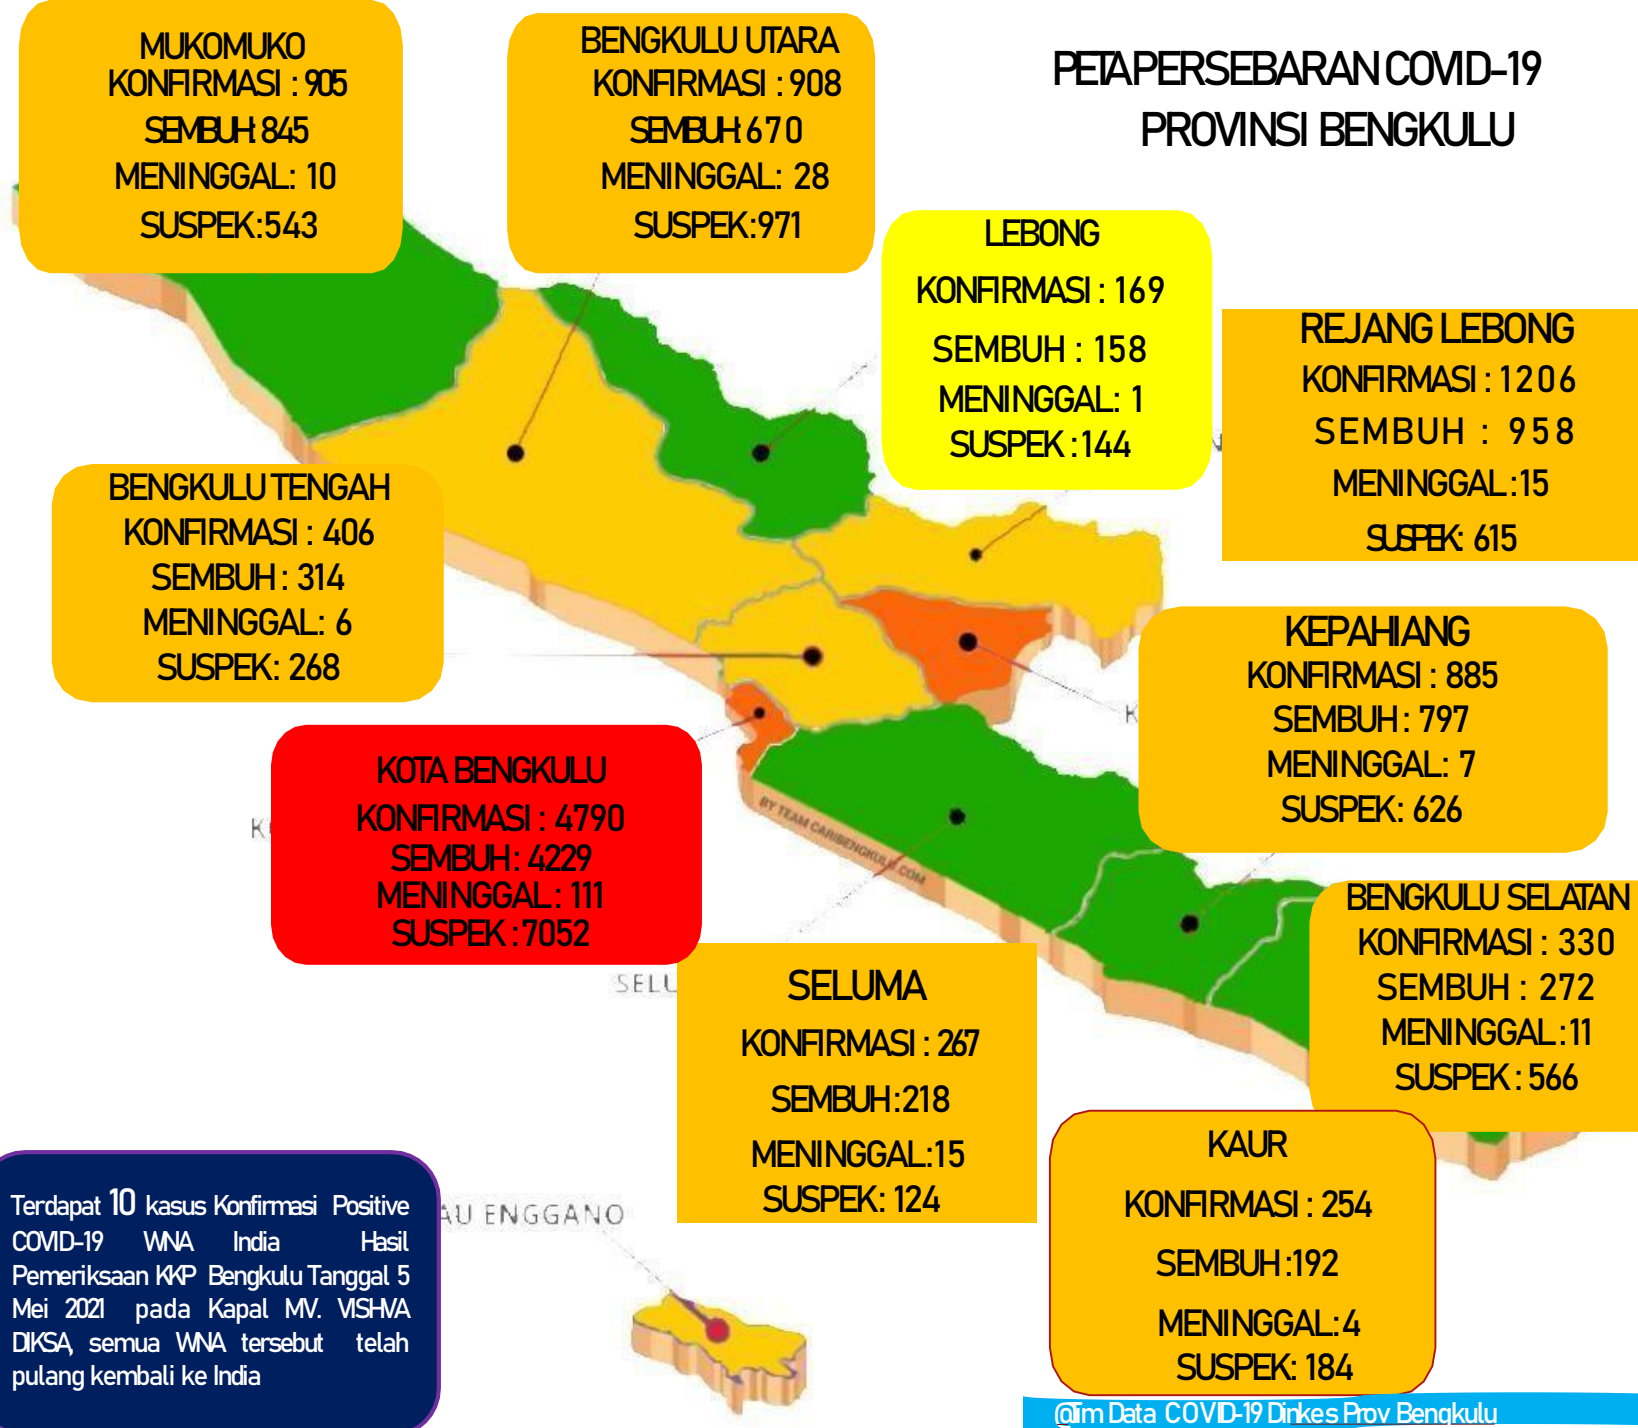 PETA PERSEBARAN COVID-19
PROVINSI BENGKULU
MUKOMUKO
KONFIRMASI : 905
SEMBUH: 845
MENINGGAL: 10
SUSPEK:543
BENGKULU UTARA
KONFIRMASI : 908
SEMBUH: 670
MENINGGAL: 28
SUSPEK:971
LEBONG
KONFIRMASI : 169
SEMBUH : 158
MENINGGAL: 1
SUSPEK :144
REJANG LEBONG
KONFIRMASI : 1206
SEMBUH : 958
MENINGGAL :15
SUSPEK: 615
BENGKULU TENGAH
KONFIRMASI : 406
SEMBUH : 314
MENINGGAL: 6
SUSPEK: 268
KEPAHIANG
KONFIRMASI : 885
SEMBUH : 797
MENINGGAL: 7
SUSPEK: 626
KOTA BENGKULU
KONFIRMASI : 4790
SEMBUH : 4229
MENINGGAL : 111
SUSPEK : 7052
BY TEAM CARIBENGKULU.COM
BENGKULU SELATAN
KONFIRMASI : 330
SEMBUH : 272
MENINGGAL :11
SUSPEK : 566
SELUMA
KONFIRMASI : 267
SEMBUH :218
MENINGGAL:15
SUSPEK: 124
KAUR
KONFIRMASI : 254
SEMBUH :192
MENINGGAL: 4
SUSPEK: 184
ENGGANO
Terdapat 10 kasus Konfirmasi Positive
COVID-19 WNA India Hasil
Pemeriksaan KKP Bengkulu Tanggal 5
Mei 2021 pada Kapal MV. VISHVA
DIKSA, semua WNA tersebut telah
pulang kembali ke India
@Tim Data COVID-19 Dinkes Prov Bengkulu